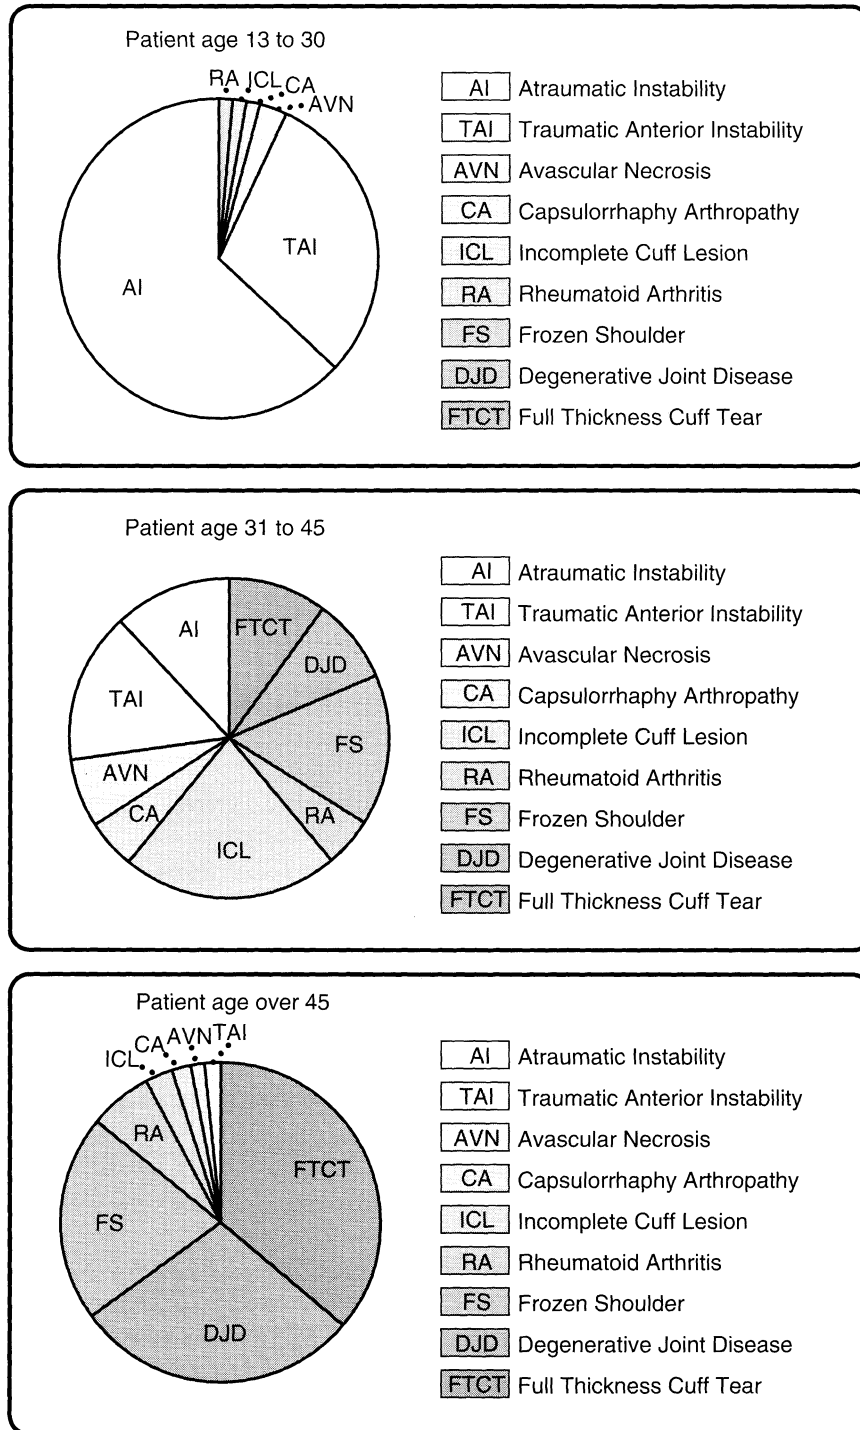 Patient age 13 to 30
RA ICL CA
AVN
TAI
AI
AI Atraumatic Instability
TAI Traumatic Anterior Instability
AVN Avascular Necrosis
CA Capsulorrhaphy Arthropathy
ICL Incomplete Cuff Lesion
RA Rheumatoid Arthritis
FS Frozen Shoulder
DJD Degenerative Joint Disease
FTCT Full Thickness Cuff Tear
Patient age 31 to 45
AI FTCT
DJD
TAI
FS
AVN
CA RA
ICL
AI Atraumatic Instability
TAI Traumatic Anterior Instability
AVN Avascular Necrosis
CA Capsulorrhaphy Arthropathy
ICL Incomplete Cuff Lesion
RA Rheumatoid Arthritis
FS Frozen Shoulder
DJD Degenerative Joint Disease
FTCT Full Thickness Cuff Tear
Patient age over 45
ICL CA AVN TAI
RA
FTCT
FS
DJD
AI Atraumatic Instability
TAI Traumatic Anterior Instability
AVN Avascular Necrosis
CA Capsulorrhaphy Arthropathy
ICL Incomplete Cuff Lesion
RA Rheumatoid Arthritis
FS Frozen Shoulder
DJD Degenerative Joint Disease
FTCT Full Thickness Cuff Tear